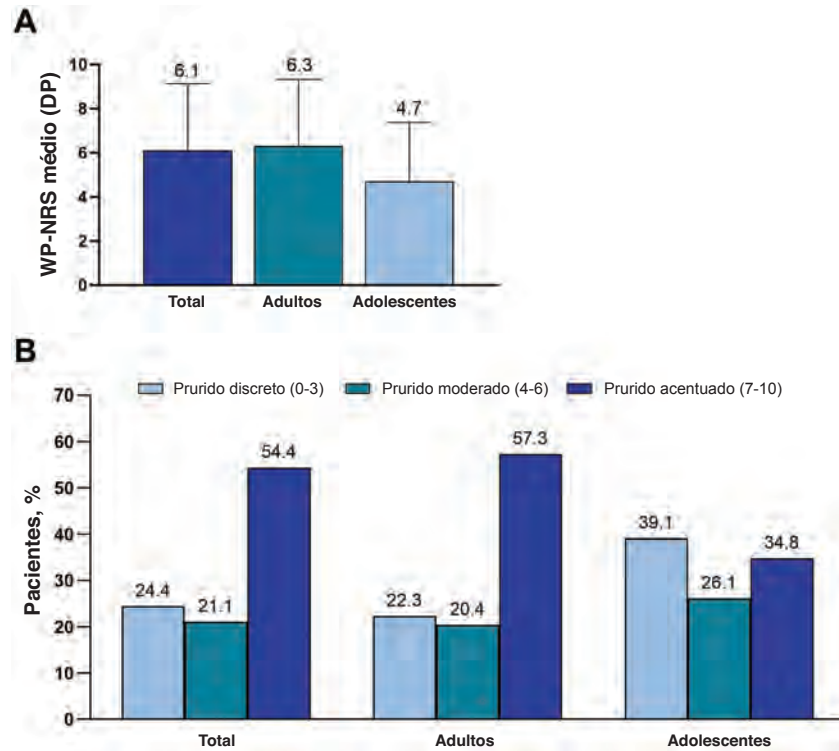 A
WP-NRS médio (DP)
10
8
6
4
2
0
6.1
6.3
4.7
Total
Adultos
Adolescentes
B
Prurido discreto (0-3)
Prurido moderado (4-6)
Prurido acentuado (7-10)
Pacientes, %
70
60
50
40
30
20
10
0
24.4
21.1
54.4
22.3
20.4
57.3
39,1
26.1
34.8
Total
Adultos
Adolescentes